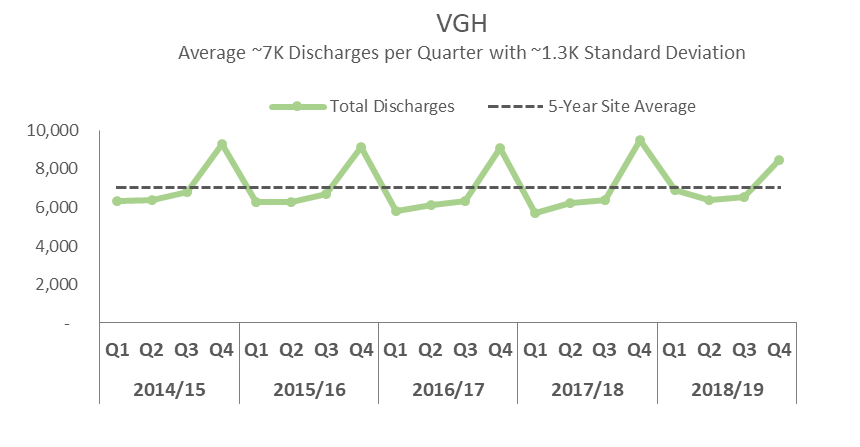 VGH
Average ~7K Discharges per Quarter with ~1.3K Standard Deviation
Total Discharges 5-Year Site Average
10,000
8,000
6,000
4,000
2,000
-
Q1 Q2 Q3 Q4 Q1 Q2 Q3 Q4 Q1 Q2 Q3 Q4 Q1 Q2 Q3 Q4 Q1 Q2 Q3 Q4
2014/15 2015/16 2016/17 2017/18 2018/19